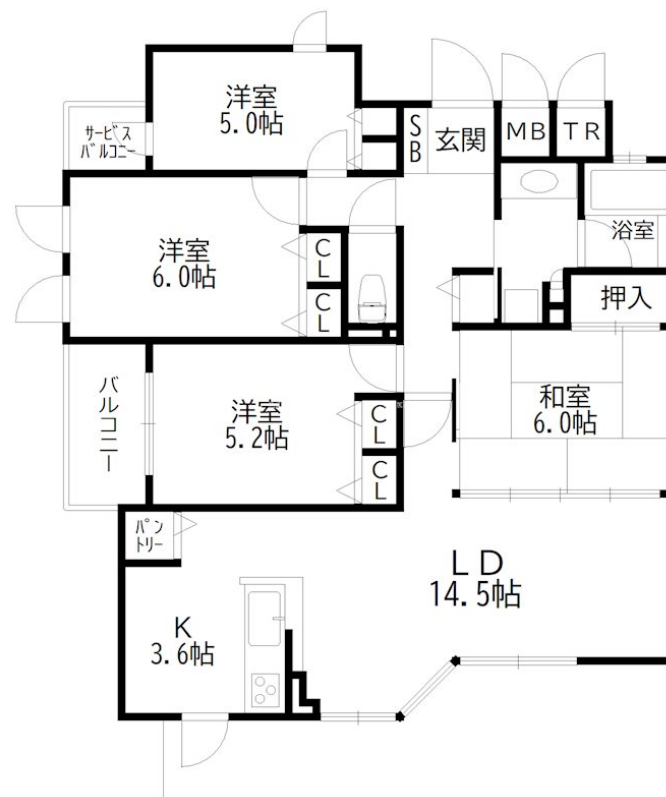 洋室
5.0帖
サービス
バルコニー
SB
玄関
MB
TR
洋室
6.0帖
CL
CL
浴室
押入
バルコニー
洋室
5.2帖
CL
CL
和室
6.0帖
パン
トリー
LD
14.5帖
K
3.6帖